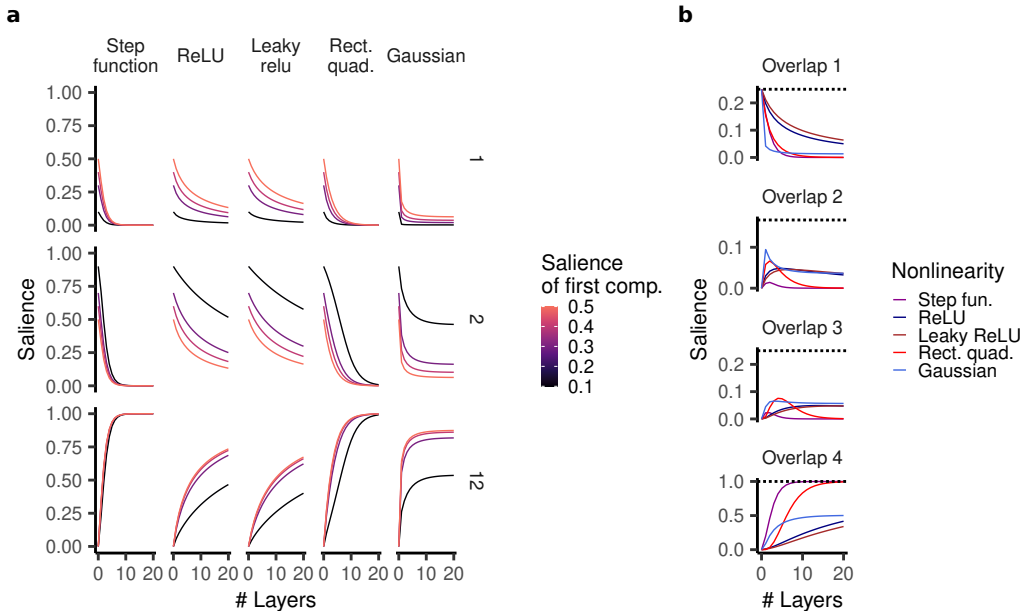 a
Step
function
ReLU
Leaky
relu
Rect.
quad.
Gaussian
1.00
0.75
0.50
0.25
0.00
1
1.00
0.75
0.50
0.25
0.00
2
1.00
0.75
0.50
0.25
0.00
12
Salience
0 10 20 0 10 20 0 10 20 0 10 20 0 10 20
# Layers
Salience
of first comp.
0.5
0.4
0.3
0.2
0.1
b
Overlap 1
0.2
0.1
0.0
Overlap 2
0.1
0.0
Overlap 3
0.2
0.1
0.0
Overlap 4
1.0
0.5
0.0
Salience
0 10 20
# Layers
Nonlinearity
Step fun.
ReLU
Leaky ReLU
Rect. quad.
Gaussian